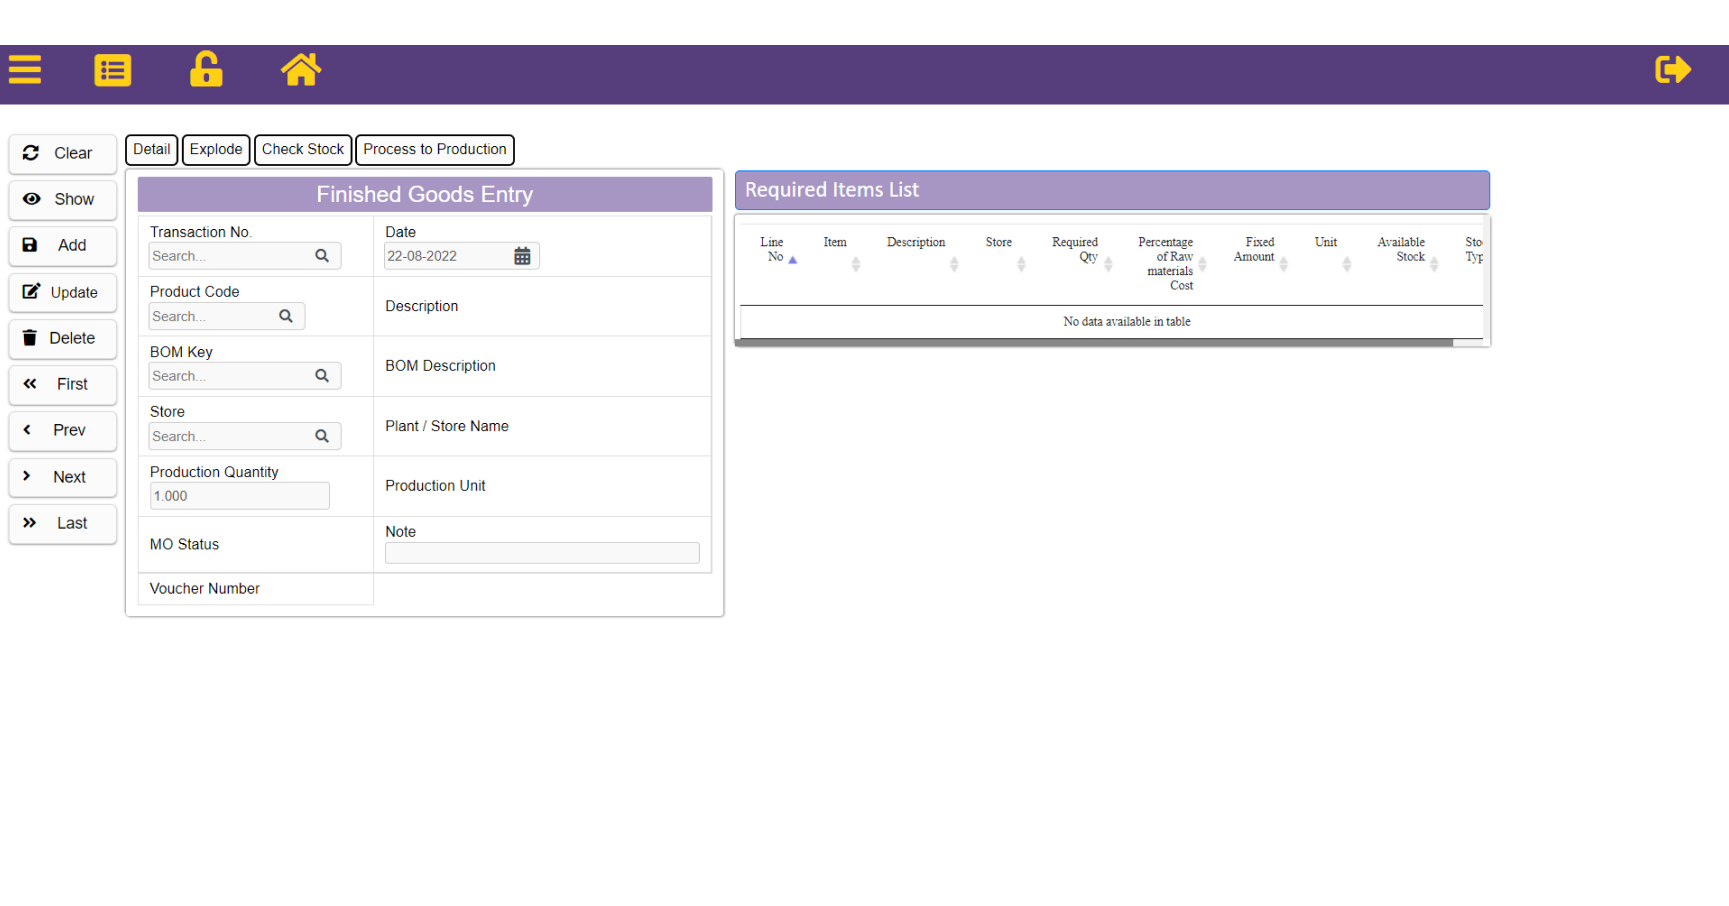 Clear
Show
Add
Update
Delete
First
Prev
Next
Last
Detail Explode Check Stock Process to Production
Finished Goods Entry
Transaction No.
Search...
Date
22-08-2022
Product Code
Search...
Description
BOM Key
Search...
BOM Description
Store
Search...
Plant / Store Name
Production Quantity
1.000
Production Unit
MO Status
Note
Voucher Number
Required Items List
Line No
Item
Description
Store
Required Qty
Percentage of Raw materials Cost
Fixed Amount
Unit
Available Stock
No data available in table